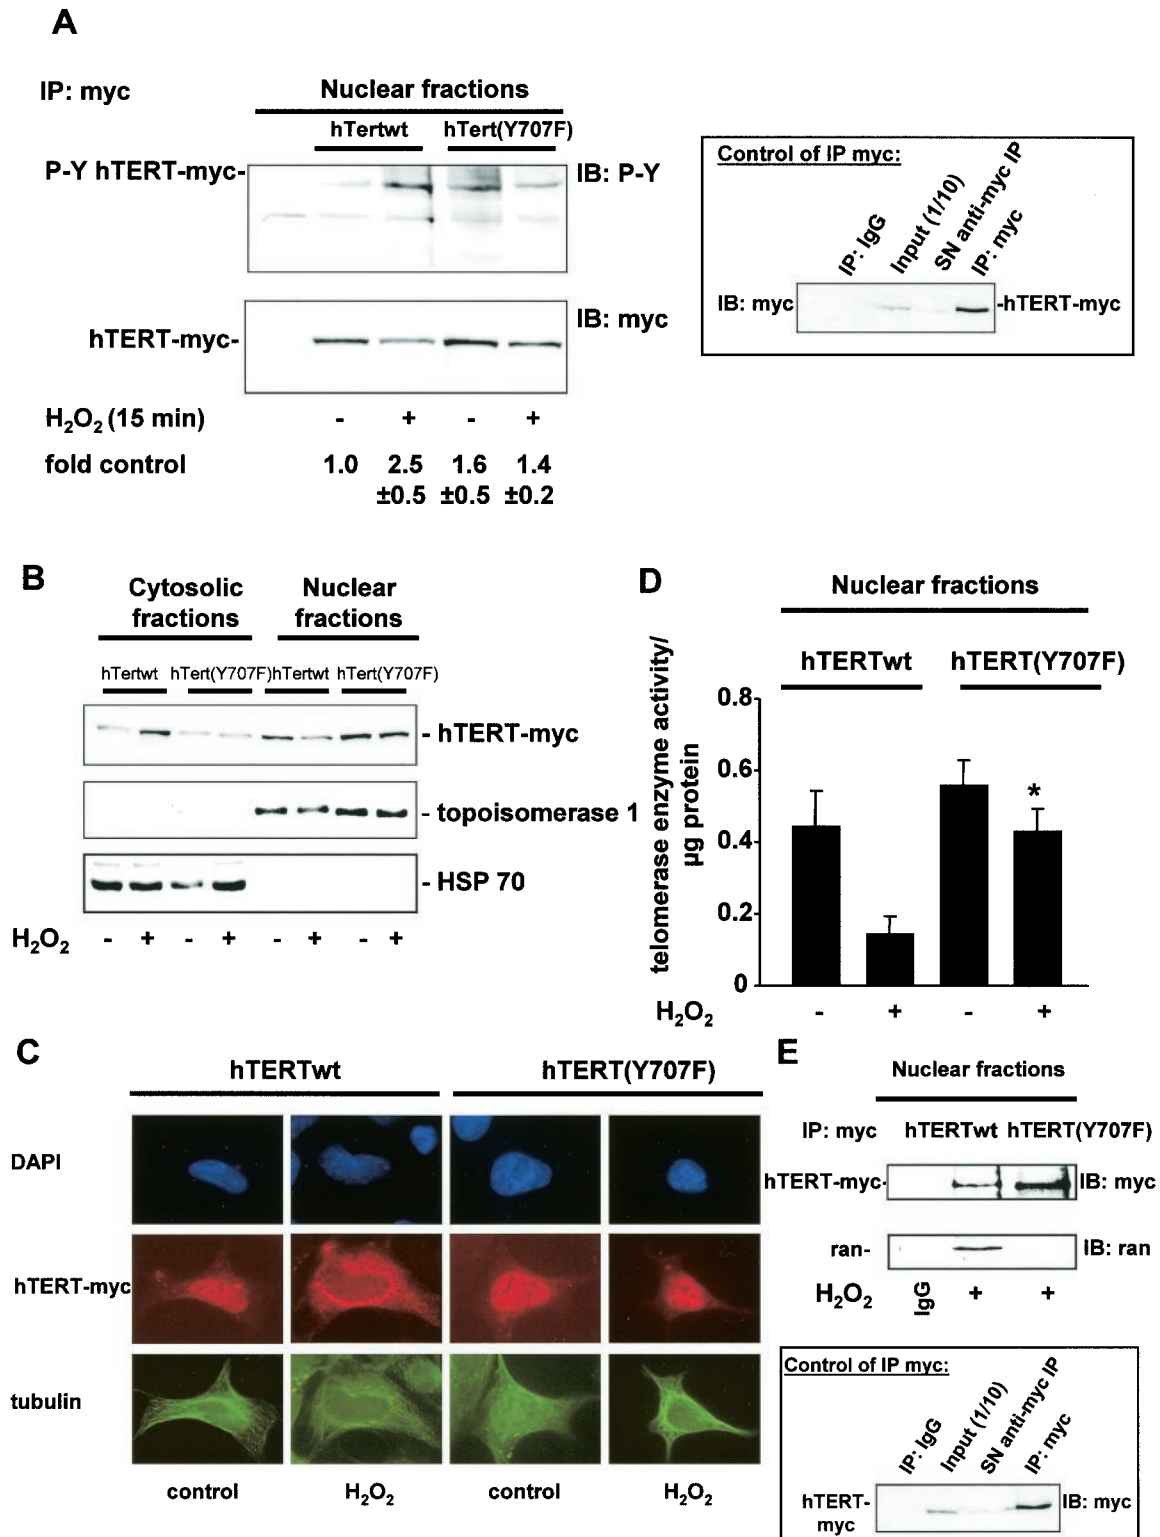 A
IP: myc
Nuclear fractions
hTertwt hTert(Y707F)
P-Y hTERT-myc- IB: P-Y
hTERT-myc- IB: myc
H₂O₂ (15 min) - + - +
fold control 1.0 2.5 1.6 1.4
±0.5 ±0.5 ±0.2
Control of IP myc:
IP: IgG
Input (1/10)
SN anti-myc IP
IP: myc
IB: myc -hTERT-myc
B
Cytosolic fractions
Nuclear fractions
hTertwt hTert(Y707F) hTertwt hTert(Y707F)
- hTERT-myc
- topoisomerase 1
- HSP 70
H₂O₂ - + - + - + - +
D
Nuclear fractions
hTERTwt hTERT(Y707F)
telomerase enzyme activity/
µg protein
0.8
0.6
0.4
0.2
0
*
H₂O₂ - + - +
C
hTERTwt hTERT(Y707F)
DAPI
hTERT-myc
tubulin
control H₂O₂ control H₂O₂
E
Nuclear fractions
IP: myc hTERTwt hTERT(Y707F)
hTERT-myc- IB: myc
ran- IB: ran
H₂O₂ IgG + +
Control of IP myc:
IP: IgG
Input (1/10)
SN anti-myc IP
IP: myc
hTERT-
myc
IB: myc